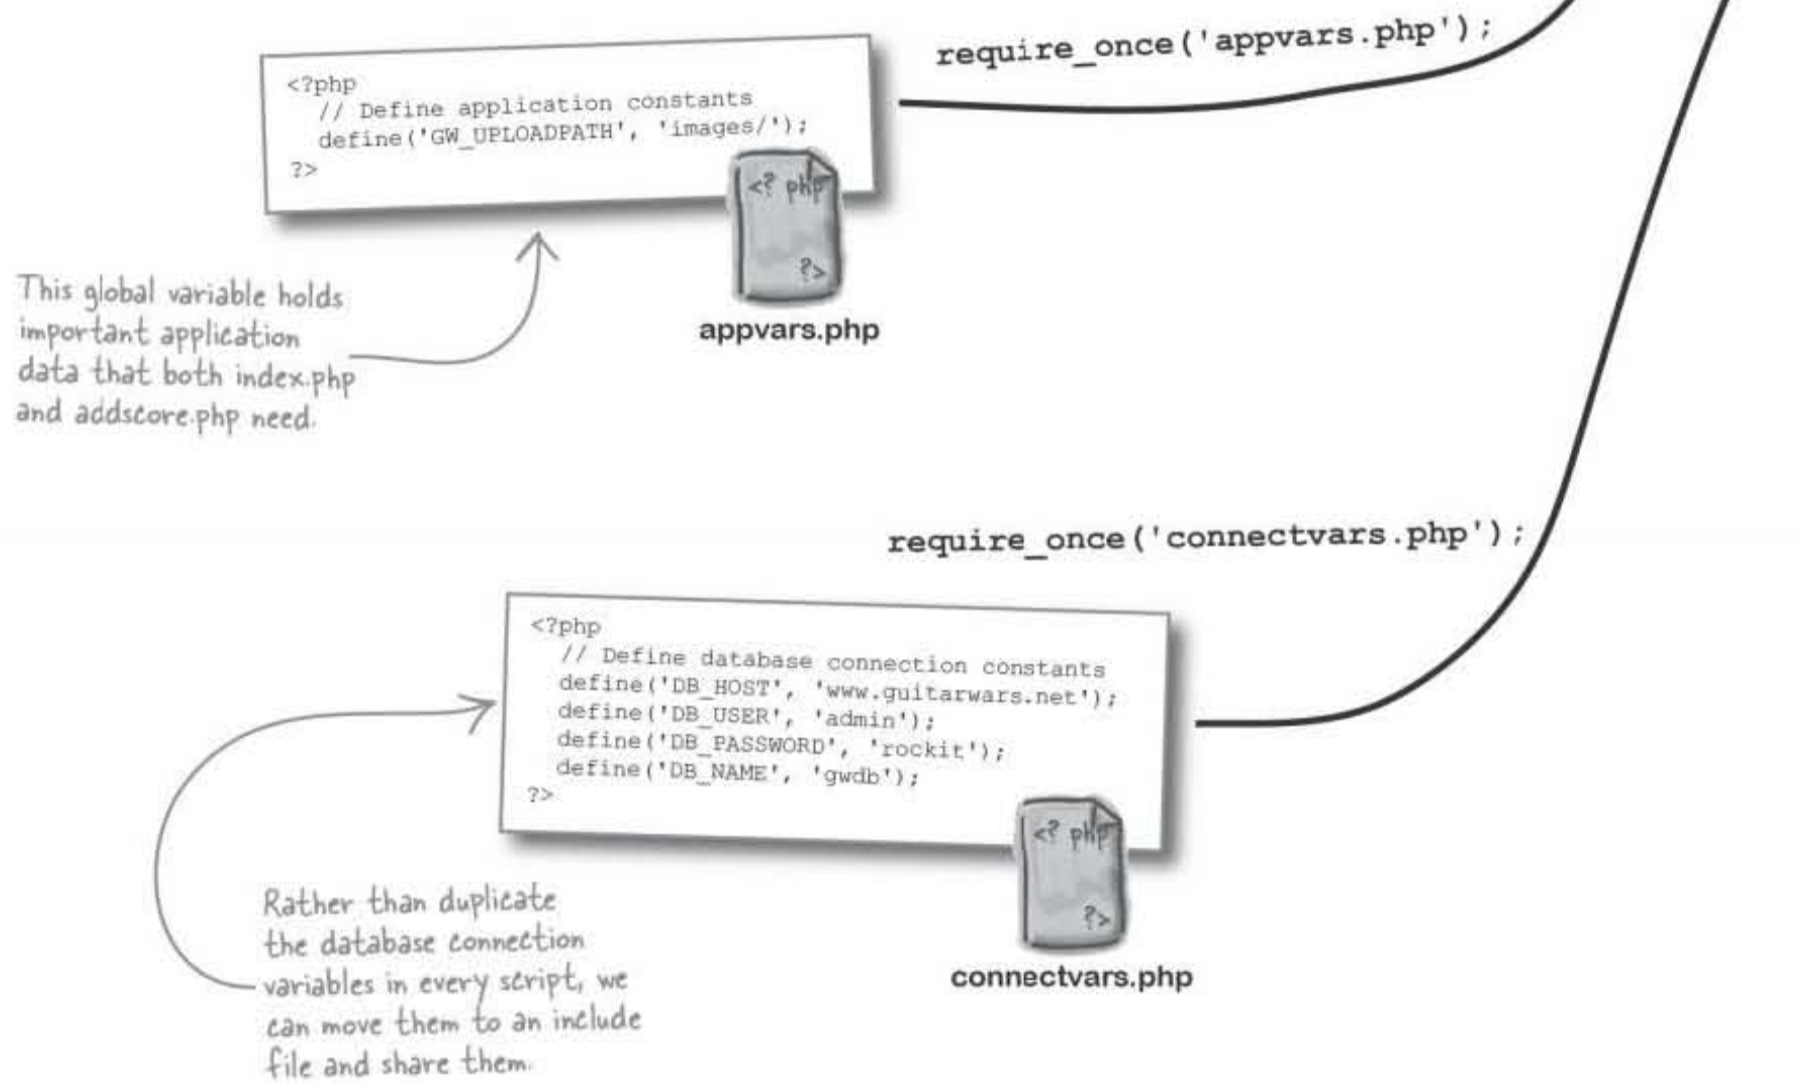 require_once('appvars.php');
<?php
// Define application constants
define('GW_UPLOADPATH', 'images/');
?>
<? php
?>
appvars.php
This global variable holds
important application
data that both index.php
and addscore.php need.
require_once('connectvars.php');
<?php
// Define database connection constants
define('DB_HOST', 'www.guitarwars.net');
define('DB_USER', 'admin');
define('DB_PASSWORD', 'rockit');
define('DB_NAME', 'gwdb');
?>
<? php
?>
connectvars.php
Rather than duplicate
the database connection
variables in every script, we
can move them to an include
file and share them.